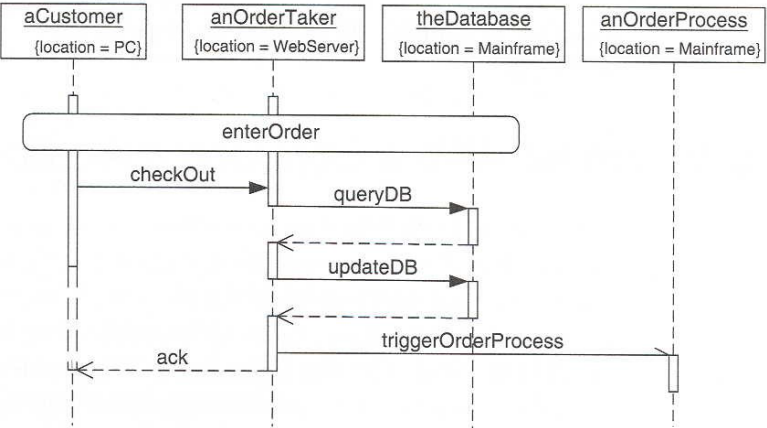 aCustomer
{location = PC}
anOrderTaker
{location = WebServer}
theDatabase
{location = Mainframe}
anOrderProcess
{location = Mainframe}
enterOrder
checkOut
queryDB
updateDB
triggerOrderProcess
ack